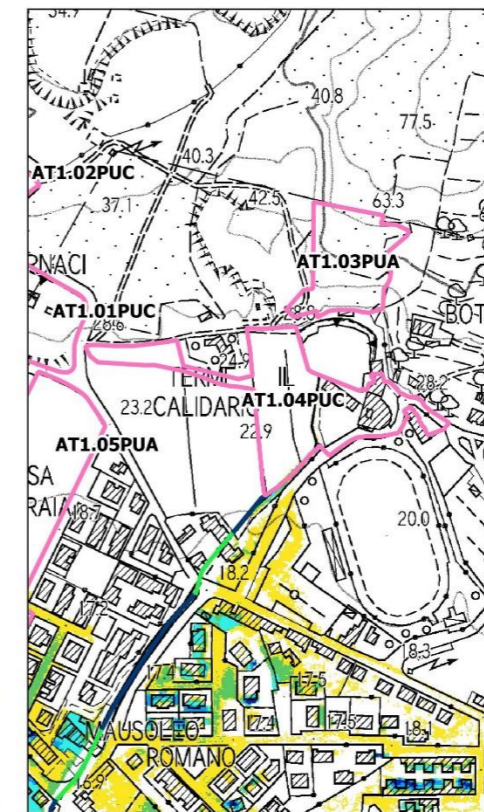 40.8
77.5
40.3
AT1.02PUC
42.5
37.1
63.3
RNACI
AT1.03PUA
AT1.01PUC
28.6
BOT
24.9
TERME
IL
28.2
23.2
CALIDARIO
AT1.04PUC
22.9
AT1.05PUA
SA
RAIA
18.7
20.0
18.2
17.2
17.4
17.5
8.3
17.4
17.5
18.1
MAUSOLEO
ROMANO
16.9